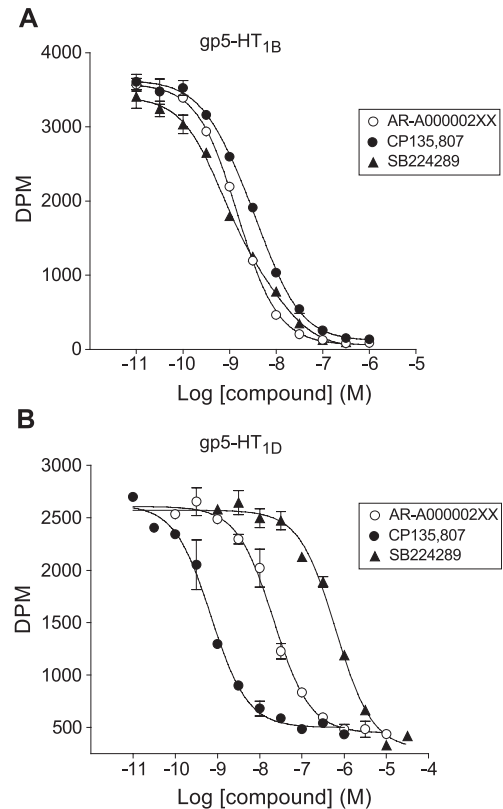 A
gp5-HT1B
4000
3000
2000
1000
0
DPM
-11 -10 -9 -8 -7 -6 -5
Log [compound] (M)
AR-A000002XX
CP135,807
SB224289
B
gp5-HT1D
3000
2500
2000
1500
1000
500
DPM
-11 -10 -9 -8 -7 -6 -5 -4
Log [compound] (M)
AR-A000002XX
CP135,807
SB224289